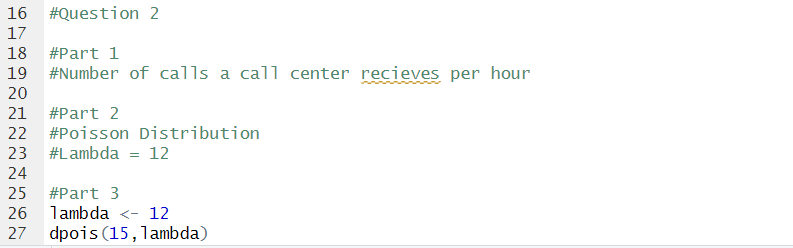 16 #Question 2
17
18 #Part 1
19 #Number of calls a call center recieves per hour
20
21 #Part 2
22 #Poisson Distribution
23 #Lambda = 12
24
25 #Part 3
26 lambda <- 12
27 dpois(15,lambda)